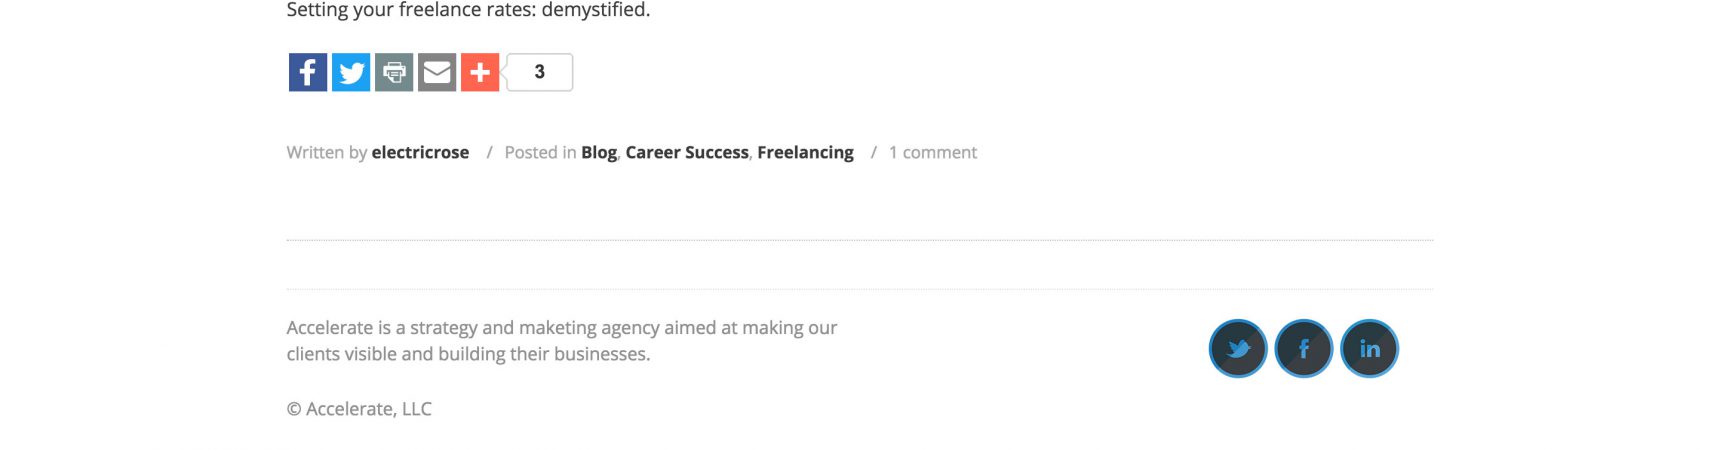 Setting your freelance rates: demystified.
3
Written by electricrose / Posted in Blog, Career Success, Freelancing / 1 comment
Accelerate is a strategy and maketing agency aimed at making our
clients visible and building their businesses.
© Accelerate, LLC